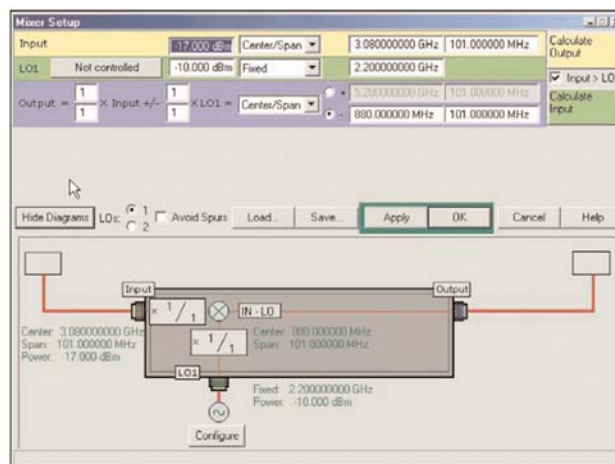 Mixer Setup
Input -17.000 dBm Center/Span 3.080000000 GHz 101.000000 MHz Calculate Output
LO1 Not controlled -10.000 dBm Fixed 2.200000000 GHz Input > LO
Output = 1 1 × Input +/- 1 1 ×LO1 = Center/Span + 5.280000000 GHz 101.000000 MHz Calculate Input
- 880.000000 MHz 101.000000 MHz
Hide Diagrams LOs: 1 2 Avoid Spurs Load... Save... Apply OK Cancel Help
Input Output
× 1/1 IN - LO
Center: 3.080000000 GHz Center: 880.000000 MHz
Span: 101.000000 MHz × 1/1 Span: 101.000000 MHz
Power: -17.000 dBm
LO1
Fixed: 2.200000000 GHz
Power: -10.000 dBm
Configure